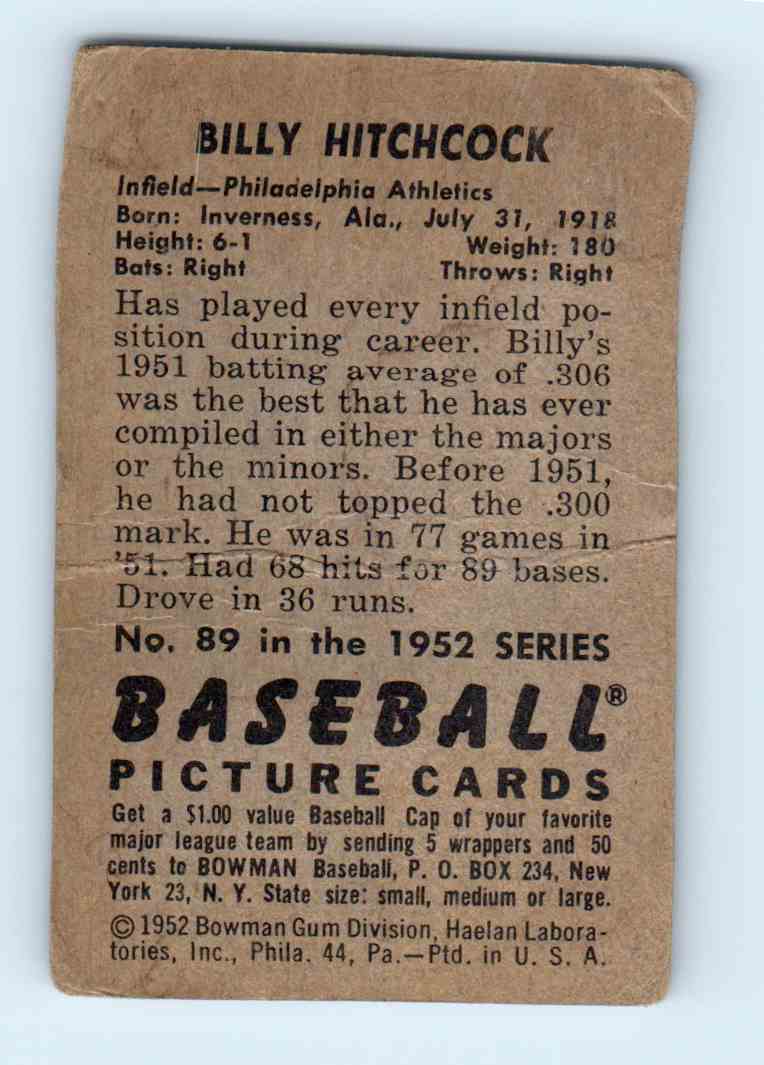 BILLY HITCHCOCK
Infield—Philadelphia Athletics
Born: Inverness, Ala., July 31, 1918
Height: 6-1 Weight: 180
Bats: Right Throws: Right
Has played every infield po-
sition during career. Billy's
1951 batting average of .306
was the best that he has ever
compiled in either the majors
or the minors. Before 1951,
he had not topped the .300
mark. He was in 77 games in
'51. Had 68 hits for 89 bases.
Drove in 36 runs.
No. 89 in the 1952 SERIES
BASEBALL®
PICTURE CARDS
Get a $1.00 value Baseball Cap of your favorite
major league team by sending 5 wrappers and 50
cents to BOWMAN Baseball, P. O. BOX 234, New
York 23, N. Y. State size: small, medium or large.
© 1952 Bowman Gum Division, Haelan Labora-
tories, Inc., Phila. 44, Pa.—Ptd. in U. S. A.